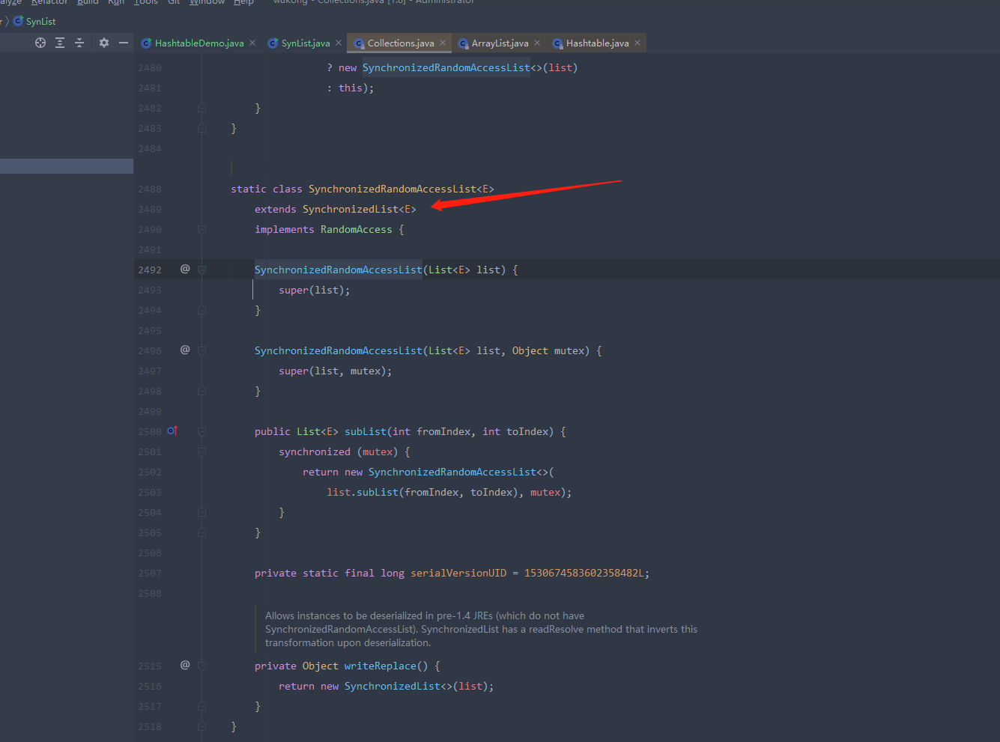 alyze Refactor Build Run Tools Git Window Help wukong - Collections.java [1.8] - Administrator
r 〉 SynList
HashtableDemo.java × SynList.java × Collections.java × ArrayList.java × Hashtable.java ×
2480 ? new SynchronizedRandomAccessList<>(list)
2481 : this);
2482 }
2483 }
2484
2488 static class SynchronizedRandomAccessList<E>
2489 extends SynchronizedList<E>
2490 implements RandomAccess {
2491
2492 @ SynchronizedRandomAccessList(List<E> list) {
2493 super(list);
2494 }
2495
2496 @ SynchronizedRandomAccessList(List<E> list, Object mutex) {
2497 super(list, mutex);
2498 }
2499
2500 public List<E> subList(int fromIndex, int toIndex) {
2501 synchronized (mutex) {
2502 return new SynchronizedRandomAccessList<>(
2503 list.subList(fromIndex, toIndex), mutex);
2504 }
2505 }
2506
2507 private static final long serialVersionUID = 1530674583602358482L;
2508
Allows instances to be deserialized in pre-1.4 JREs (which do not have
SynchronizedRandomAccessList). SynchronizedList has a readResolve method that inverts this
transformation upon deserialization.
2515 @ private Object writeReplace() {
2516 return new SynchronizedList<>(list);
2517 }
2518 }